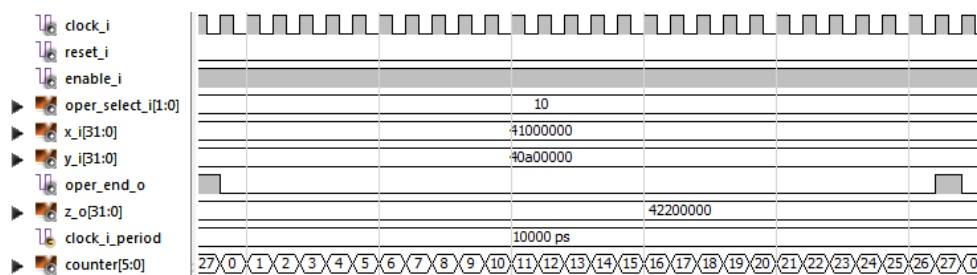 clock_i
reset_i
enable_i
oper_select_i[1:0] 10
x_i[31:0] 41000000
y_i[31:0] 40a00000
oper_end_o
z_o[31:0] 42200000
clock_i_period 10000 ps
counter[5:0] 27 0 1 2 3 4 5 6 7 8 9 10 11 12 13 14 15 16 17 18 19 20 21 22 23 24 25 26 27 0